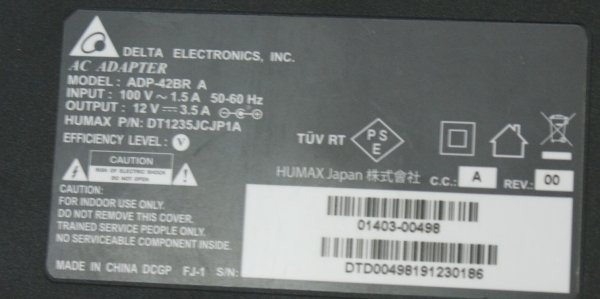 DELTA ELECTRONICS, INC.
AC ADAPTER
MODEL : ADP-42BR A
INPUT : 100 V ~ 1.5 A 50-60 Hz
OUTPUT : 12 V ⎓ 3.5 A
HUMAX P/N: DT1235JCJP1A
EFFICIENCY LEVEL : V
CAUTION
RISK OF ELECTRIC SHOCK
DO NOT OPEN
CAUTION:
FOR INDOOR USE ONLY.
DO NOT REMOVE THIS COVER.
TRAINED SERVICE PEOPLE ONLY.
NO SERVICEABLE COMPONENT INSIDE.
MADE IN CHINA DCGP FJ-1 S/N:
TÜV RT
PS
E
HUMAX Japan 株式会社 C.C.: A REV.: 00
01403-00498
DTD00498191230186